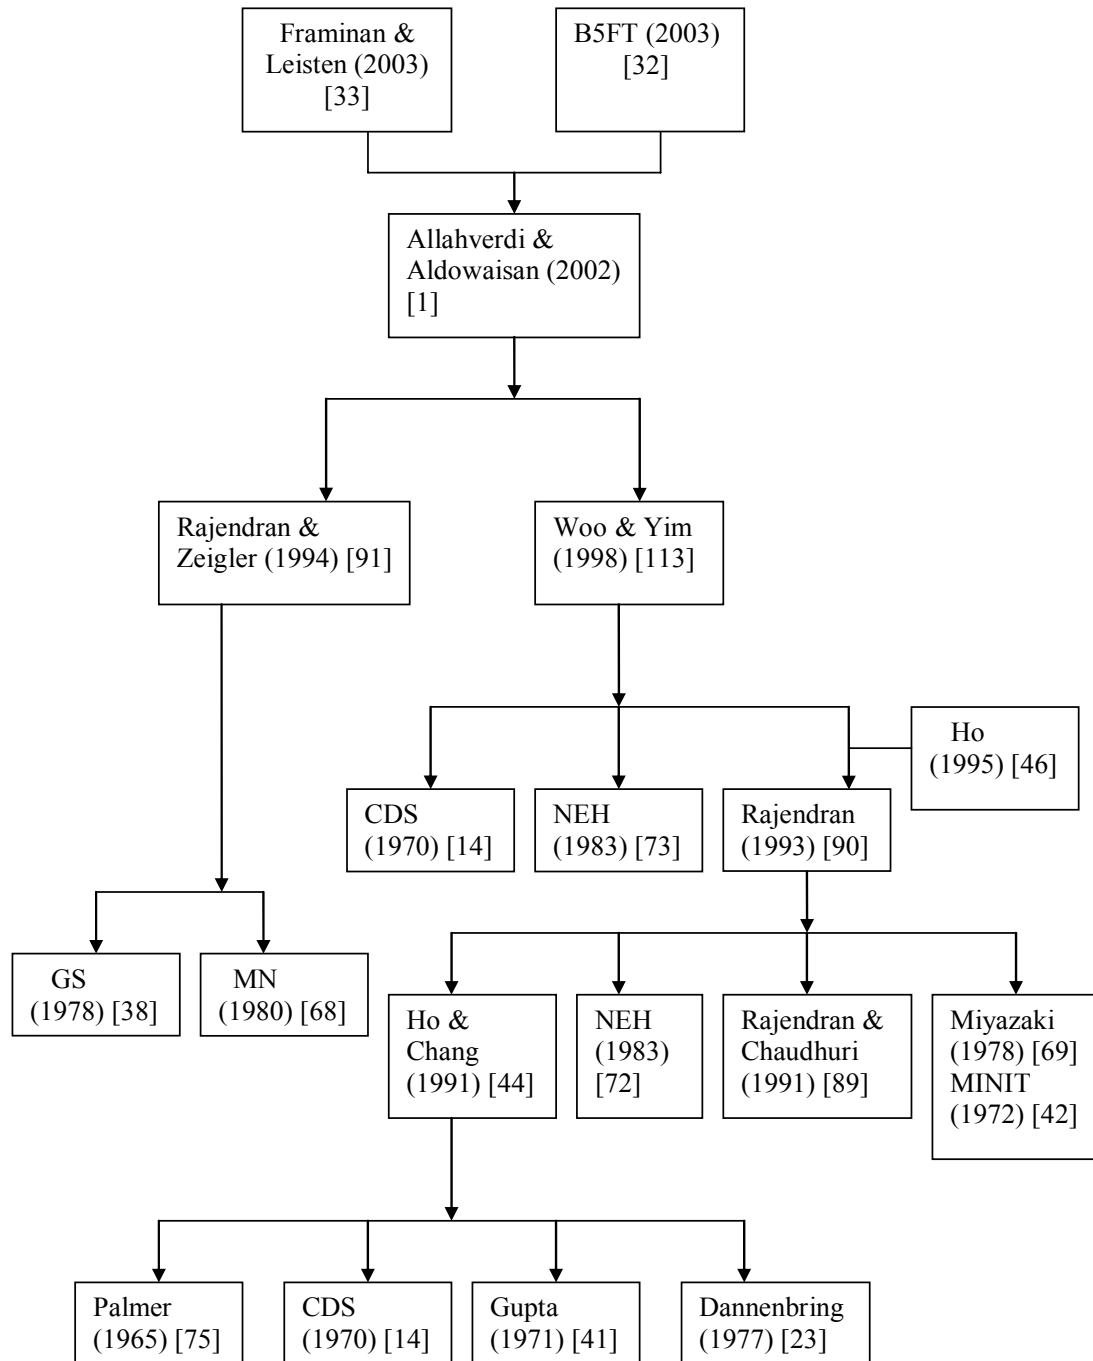 Framinan &
Leisten (2003)
[33]
B5FT (2003)
[32]
Allahverdi &
Aldowaisan (2002)
[1]
Rajendran &
Zeigler (1994) [91]
Woo & Yim
(1998) [113]
Ho
(1995) [46]
CDS
(1970) [14]
NEH
(1983) [73]
Rajendran
(1993) [90]
GS
(1978) [38]
MN
(1980) [68]
Ho &
Chang
(1991) [44]
NEH
(1983)
[72]
Rajendran &
Chaudhuri
(1991) [89]
Miyazaki
(1978) [69]
MINIT
(1972) [42]
Palmer
(1965) [75]
CDS
(1970) [14]
Gupta
(1971) [41]
Dannenbring
(1977) [23]